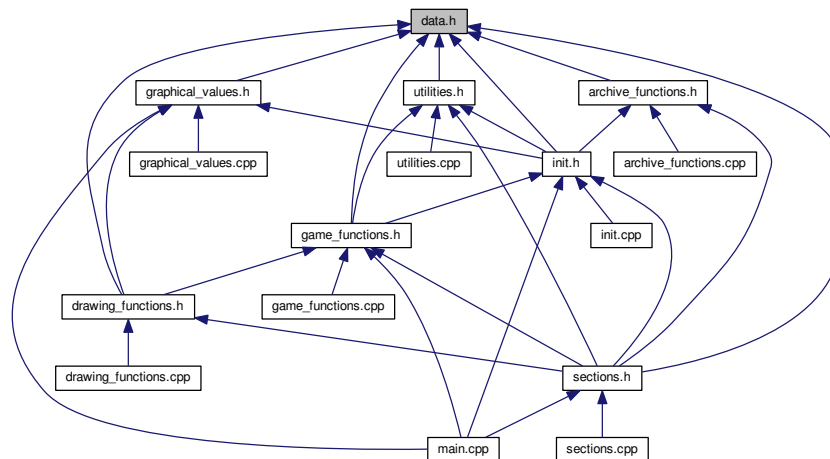 data.h
graphical_values.h
utilities.h
archive_functions.h
graphical_values.cpp
utilities.cpp
init.h
archive_functions.cpp
game_functions.h
init.cpp
drawing_functions.h
game_functions.cpp
drawing_functions.cpp
sections.h
main.cpp
sections.cpp